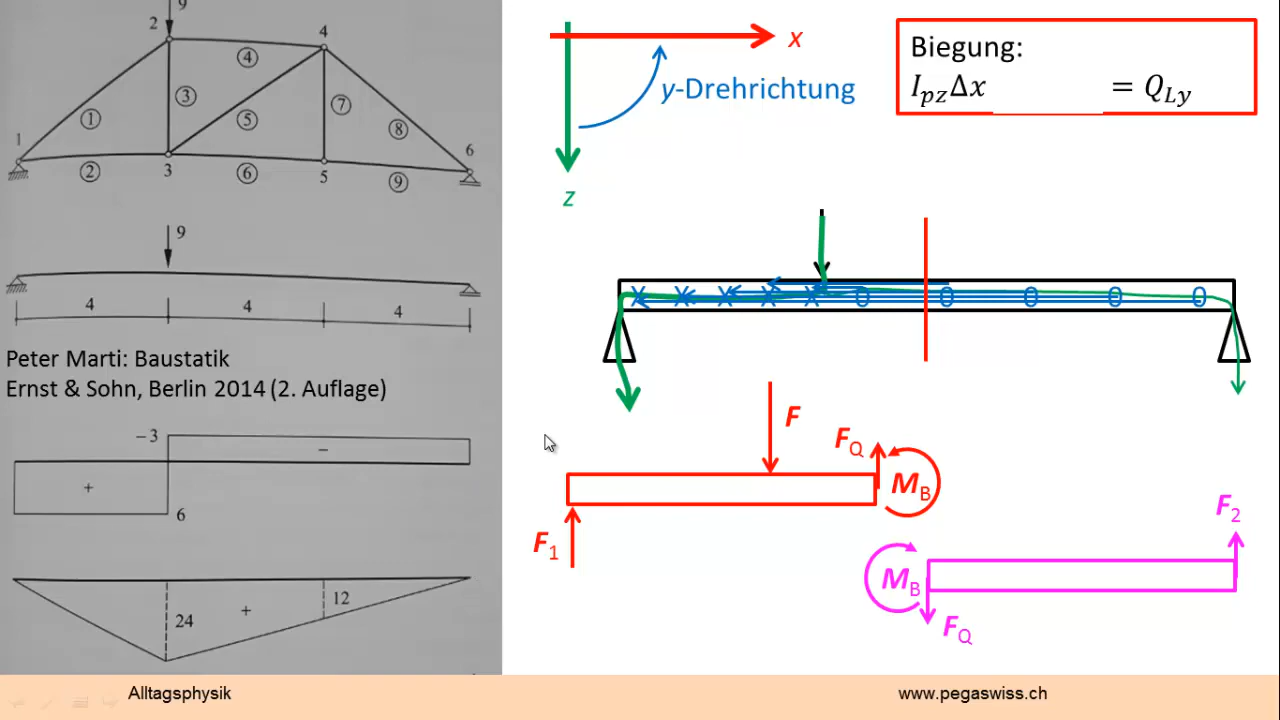 9
2
4
④
③
⑦
①
⑤
⑧
1
6
②
3
⑥
5
⑨
9
4
4
4
Peter Marti: Baustatik
Ernst & Sohn, Berlin 2014 (2. Auflage)
−3
−
+
6
24
+
12
x
y-Drehrichtung
z
Biegung:
I_pz Δx = Q_Ly
X X X X X 0 0 0 0 0
F
F_Q
M_B
F_1
F_2
M_B
F_Q
Alltagsphysik
www.pegaswiss.ch